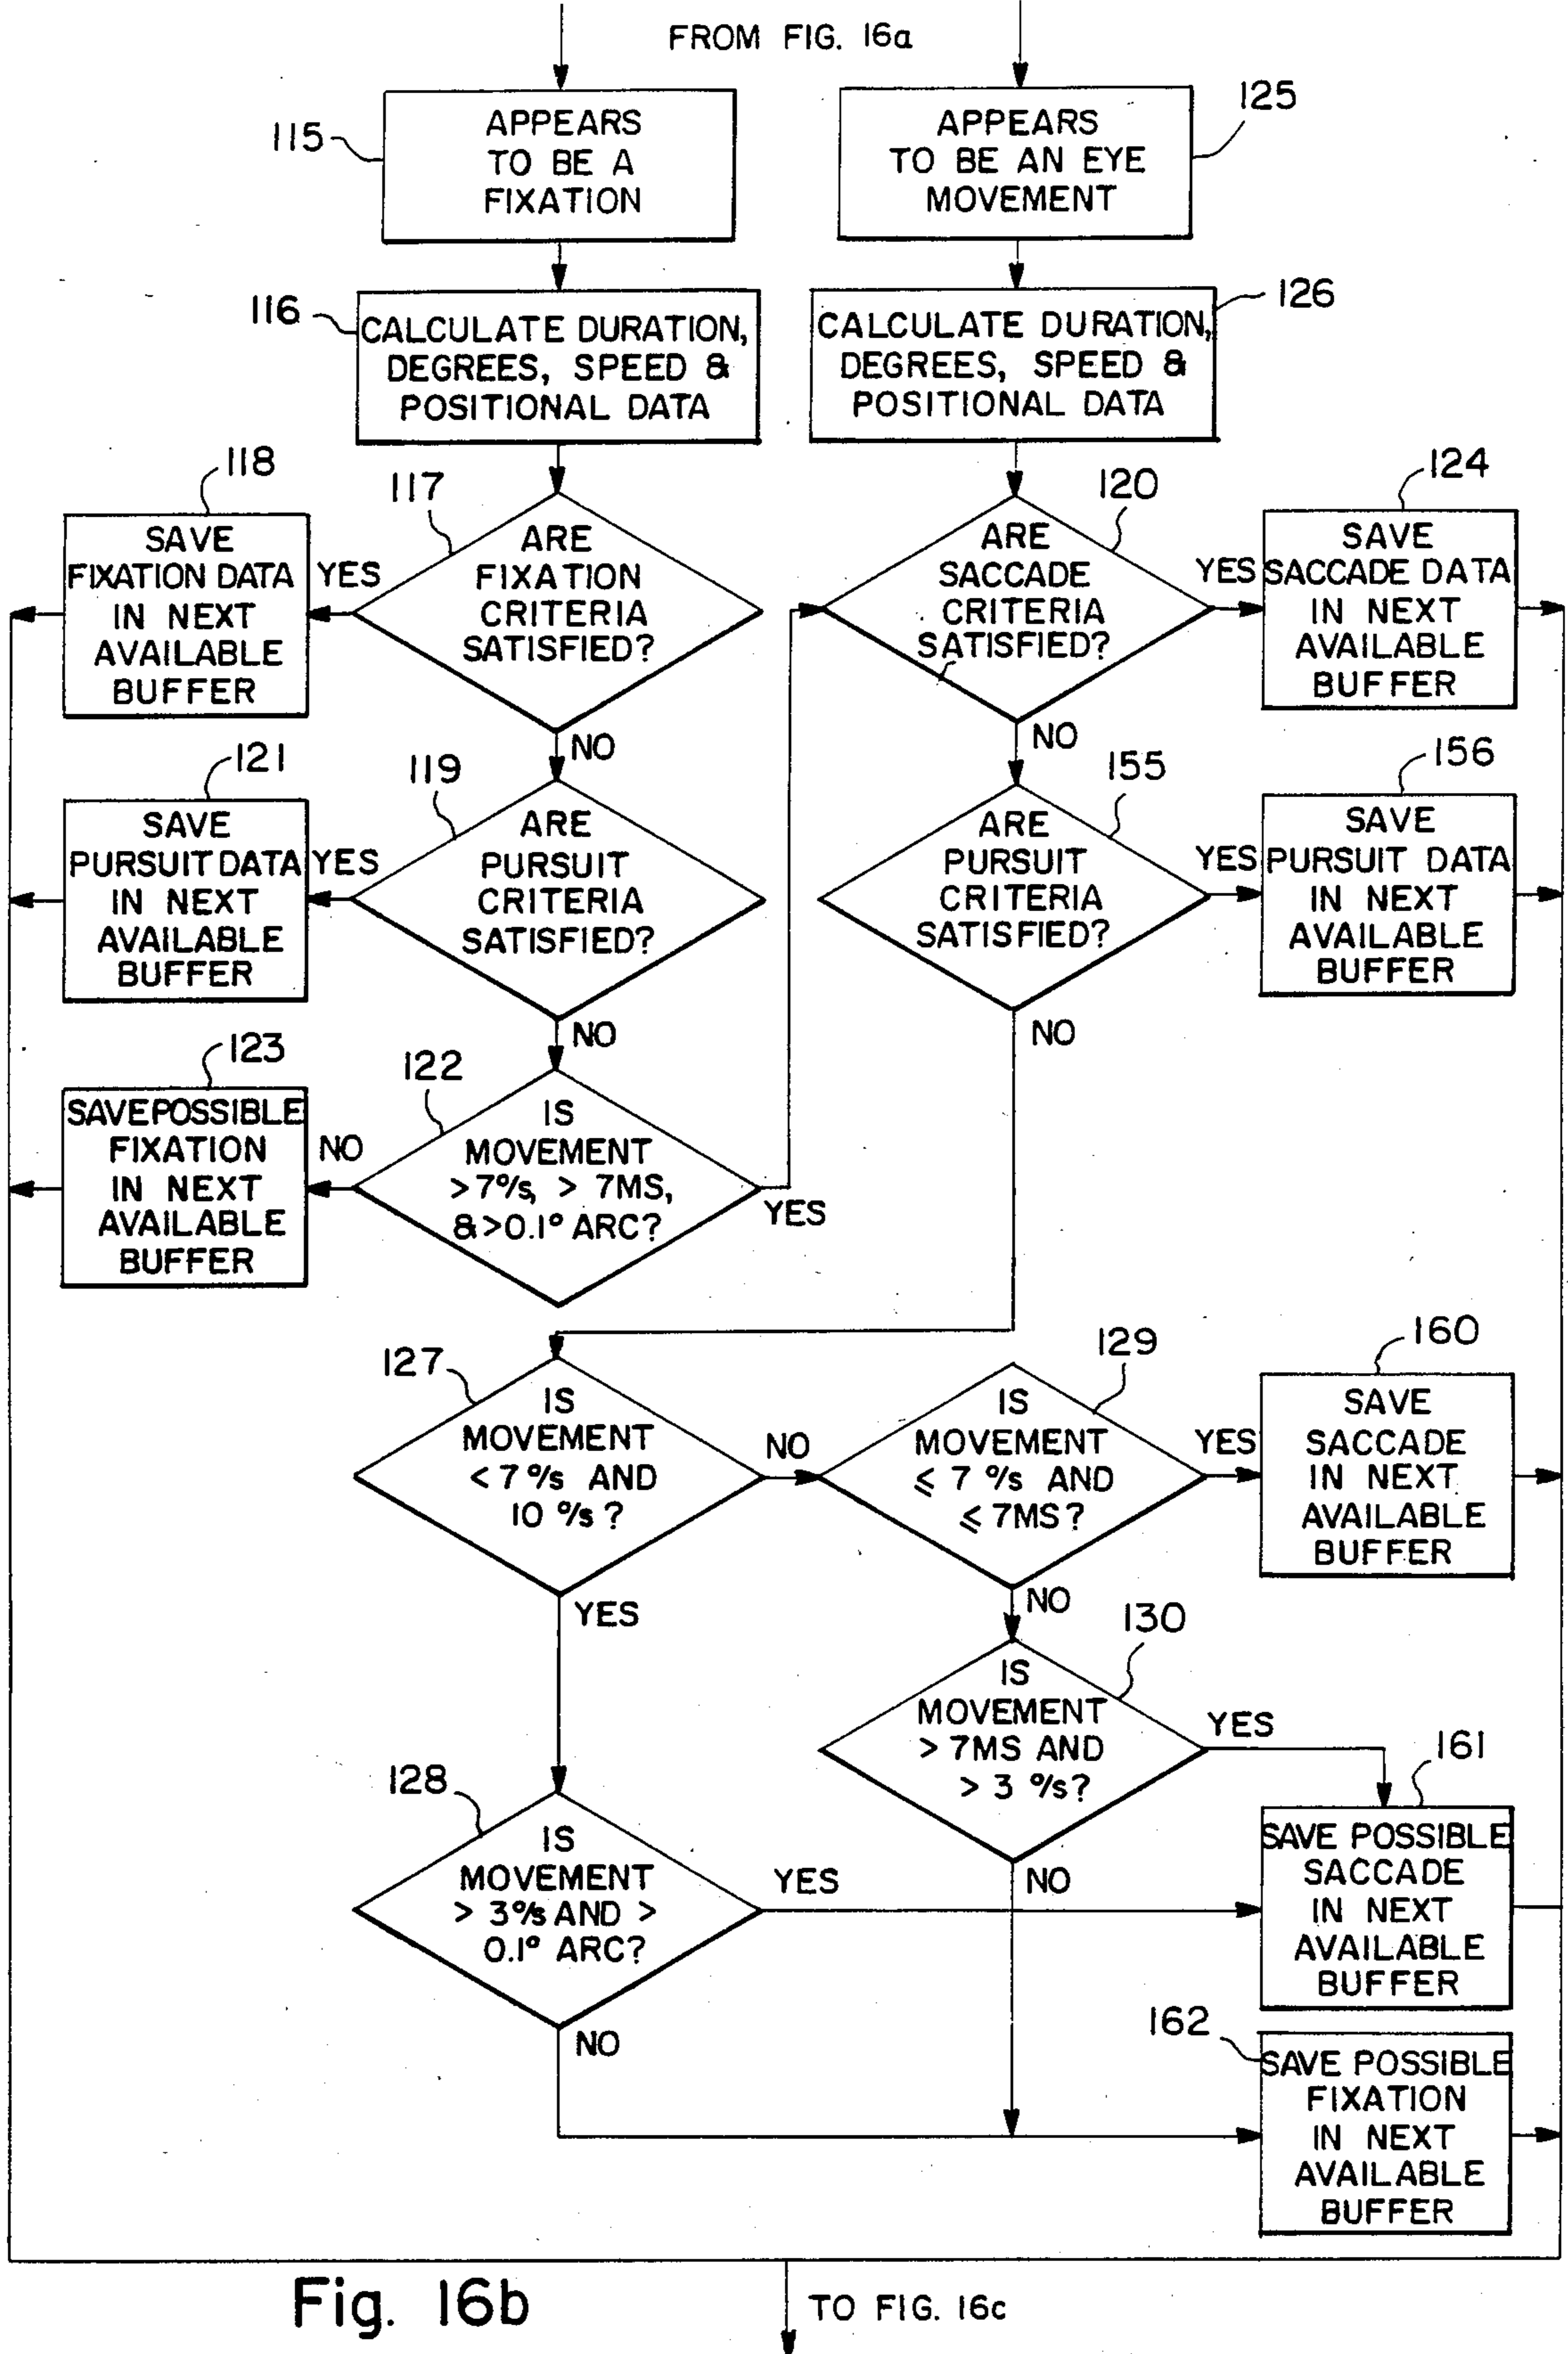 FROM FIG. 16a
115
APPEARS
TO BE A
FIXATION
APPEARS
TO BE AN EYE
MOVEMENT
125
116
CALCULATE DURATION,
DEGREES, SPEED &
POSITIONAL DATA
CALCULATE DURATION,
DEGREES, SPEED &
POSITIONAL DATA
126
118
SAVE
FIXATION DATA
IN NEXT
AVAILABLE
BUFFER
YES
117
ARE
FIXATION
CRITERIA
SATISFIED?
NO
120
ARE
SACCADE
CRITERIA
SATISFIED?
YES
NO
124
SAVE
SACCADE DATA
IN NEXT
AVAILABLE
BUFFER
121
SAVE
PURSUIT DATA
IN NEXT
AVAILABLE
BUFFER
YES
119
ARE
PURSUIT
CRITERIA
SATISFIED?
NO
155
ARE
PURSUIT
CRITERIA
SATISFIED?
YES
NO
156
SAVE
PURSUIT DATA
IN NEXT
AVAILABLE
BUFFER
123
SAVE POSSIBLE
FIXATION
IN NEXT
AVAILABLE
BUFFER
NO
122
IS
MOVEMENT
>7°/s, > 7MS,
&>0.1° ARC?
YES
127
IS
MOVEMENT
<7 °/s AND
10 °/s?
NO
YES
129
IS
MOVEMENT
≤ 7 °/s AND
≤ 7MS?
YES
NO
160
SAVE
SACCADE
IN NEXT
AVAILABLE
BUFFER
130
IS
MOVEMENT
> 7MS AND
> 3 °/s?
YES
NO
128
IS
MOVEMENT
> 3°/s AND >
0.1° ARC?
YES
NO
161
SAVE POSSIBLE
SACCADE
IN NEXT
AVAILABLE
BUFFER
162
SAVE POSSIBLE
FIXATION
IN NEXT
AVAILABLE
BUFFER
Fig. 16b
TO FIG. 16c